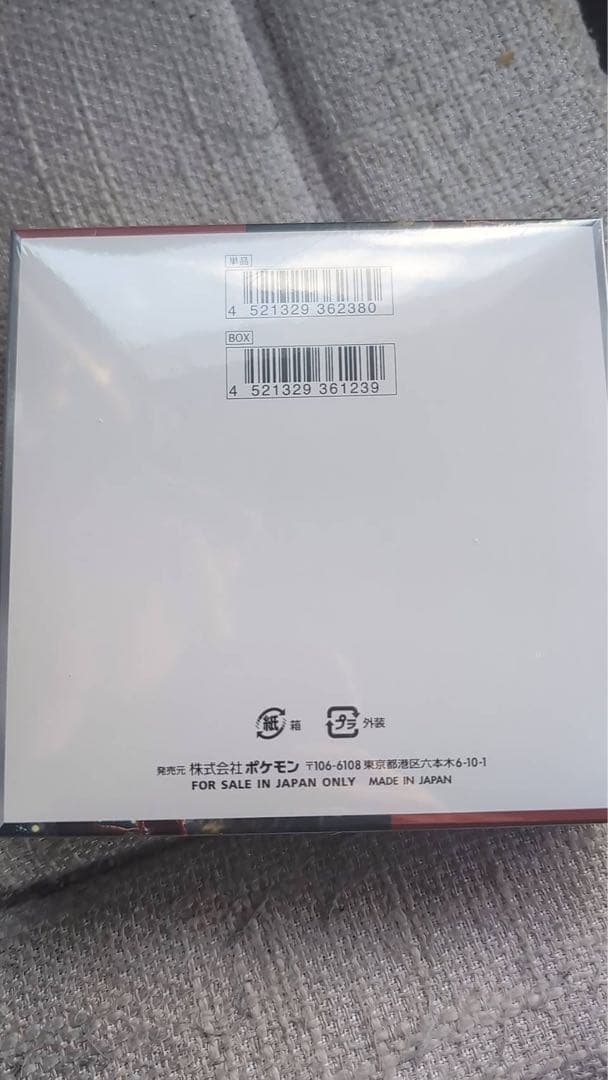 単品
4 521329 362380
BOX
4 521329 361239
紙 箱 プラ 外装
発売元 株式会社ポケモン 〒106-6108 東京都港区六本木6-10-1
FOR SALE IN JAPAN ONLY MADE IN JAPAN